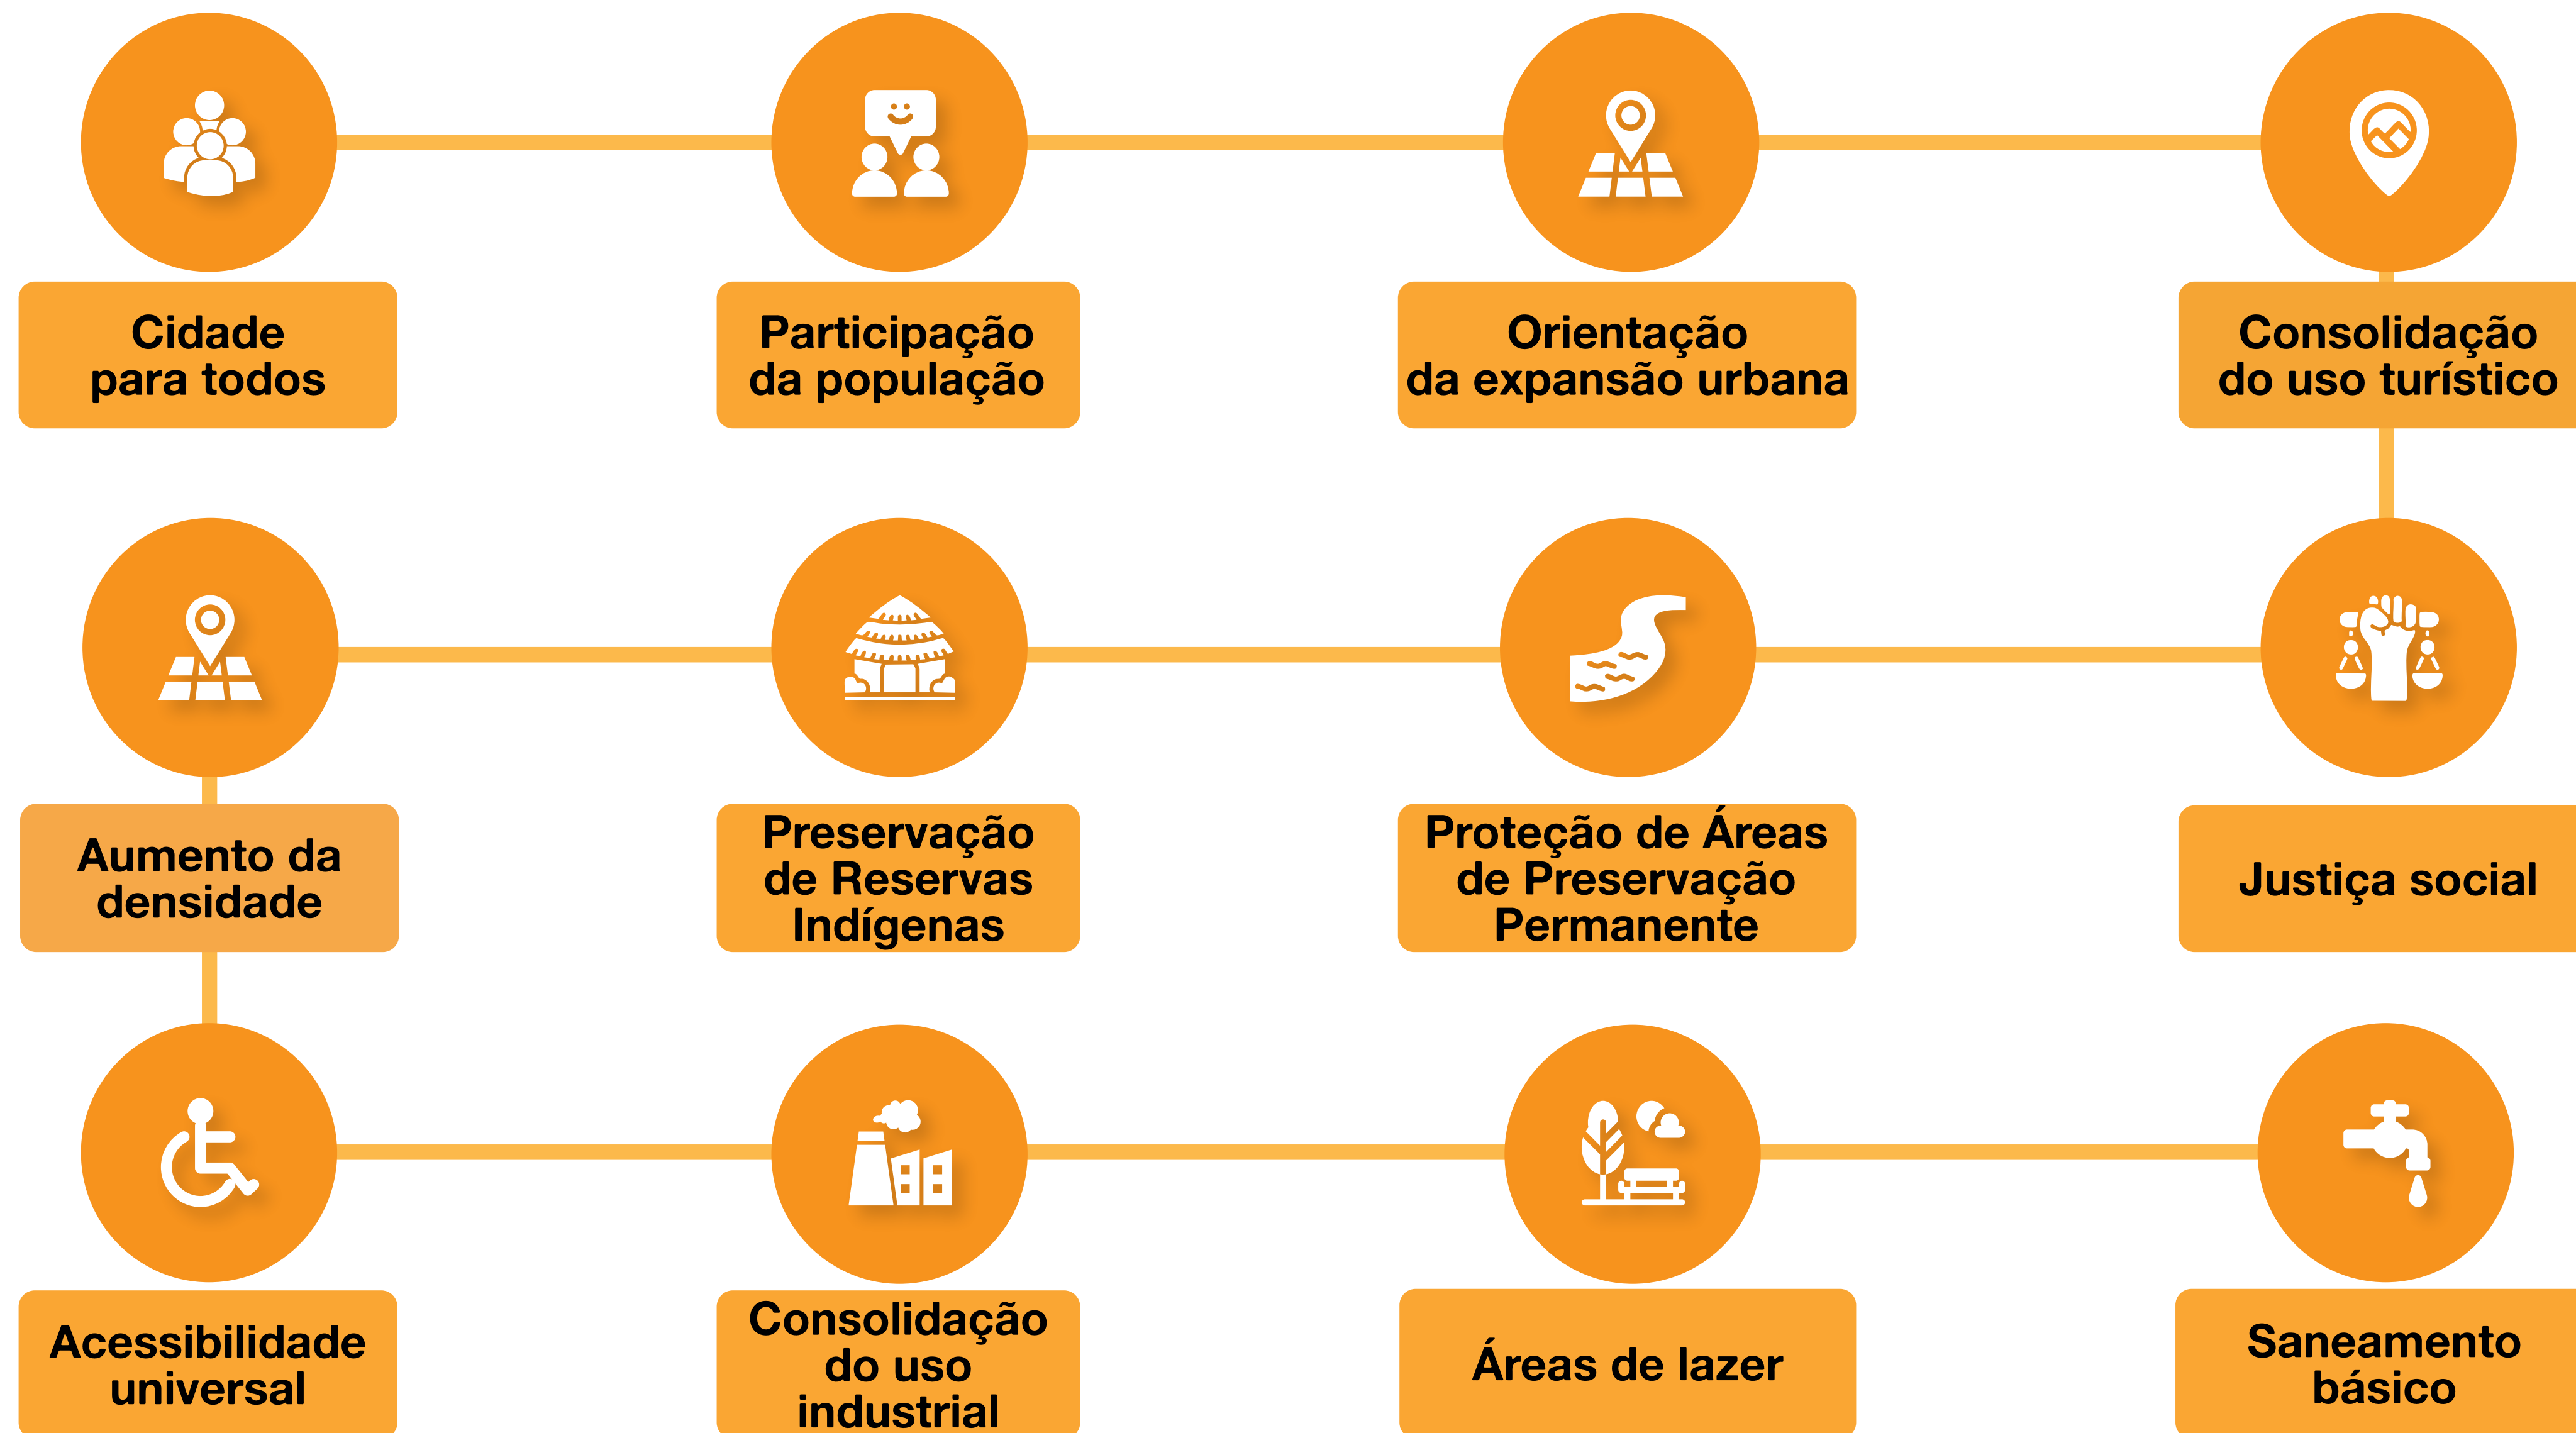 Cidade
para todos
Participação
da população
Orientação
da expansão urbana
Consolidação
do uso turístico
Aumento da
densidade
Preservação
de Reservas
Indígenas
Proteção de Áreas
de Preservação
Permanente
Justiça social
Acessibilidade
universal
Consolidação
do uso
industrial
Áreas de lazer
Saneamento
básico